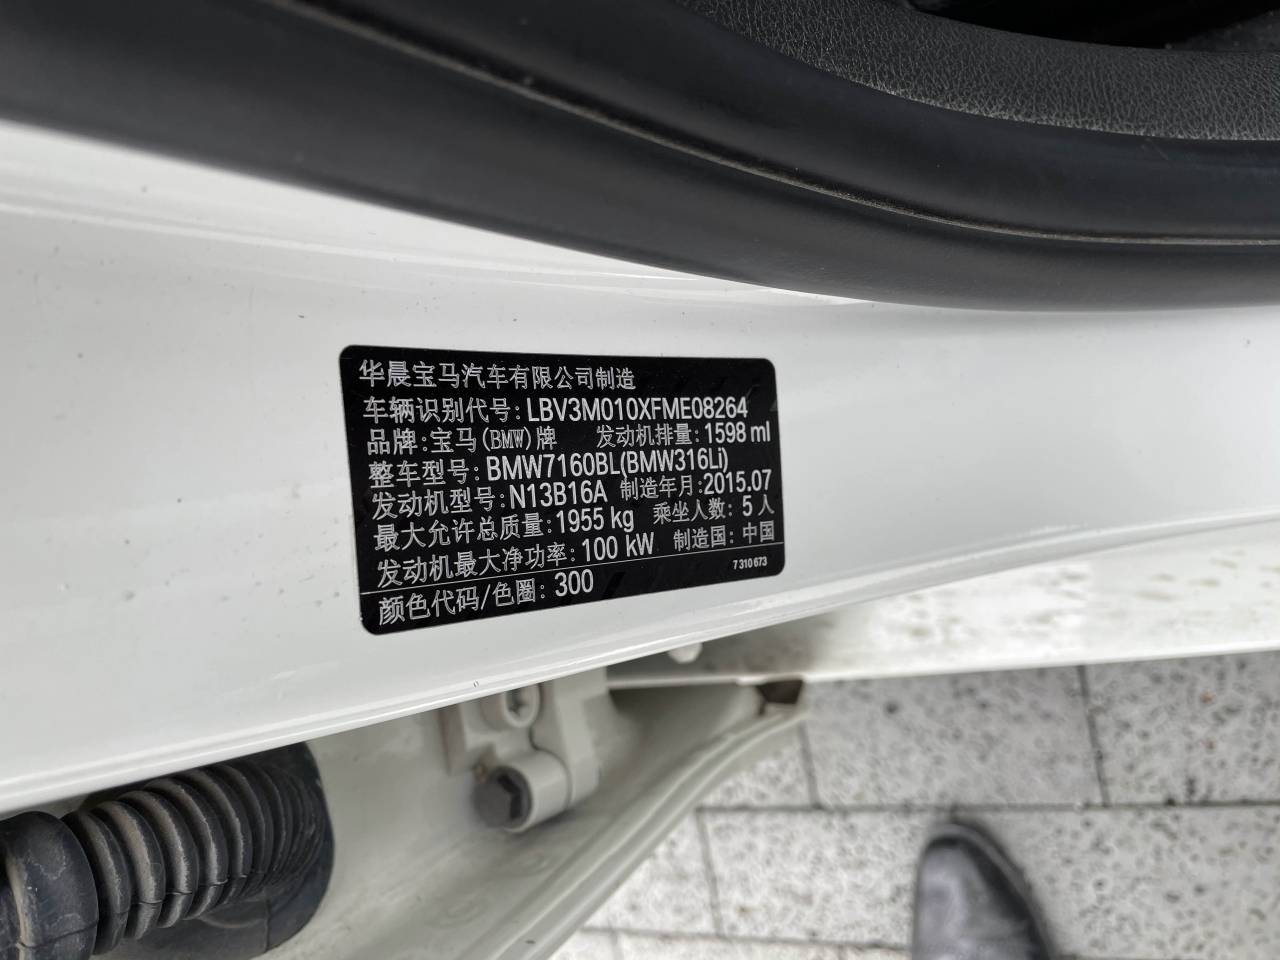 华晨宝马汽车有限公司制造
车辆识别代号: LBV3M010XFME08264
品牌: 宝马(BMW)牌 发动机排量: 1598 ml
整车型号: BMW7160BL(BMW316Li)
发动机型号: N13B16A 制造年月: 2015.07
最大允许总质量: 1955 kg 乘坐人数: 5 人
发动机最大净功率: 100 kW 制造国: 中国
颜色代码/色圈: 300 7 310 673